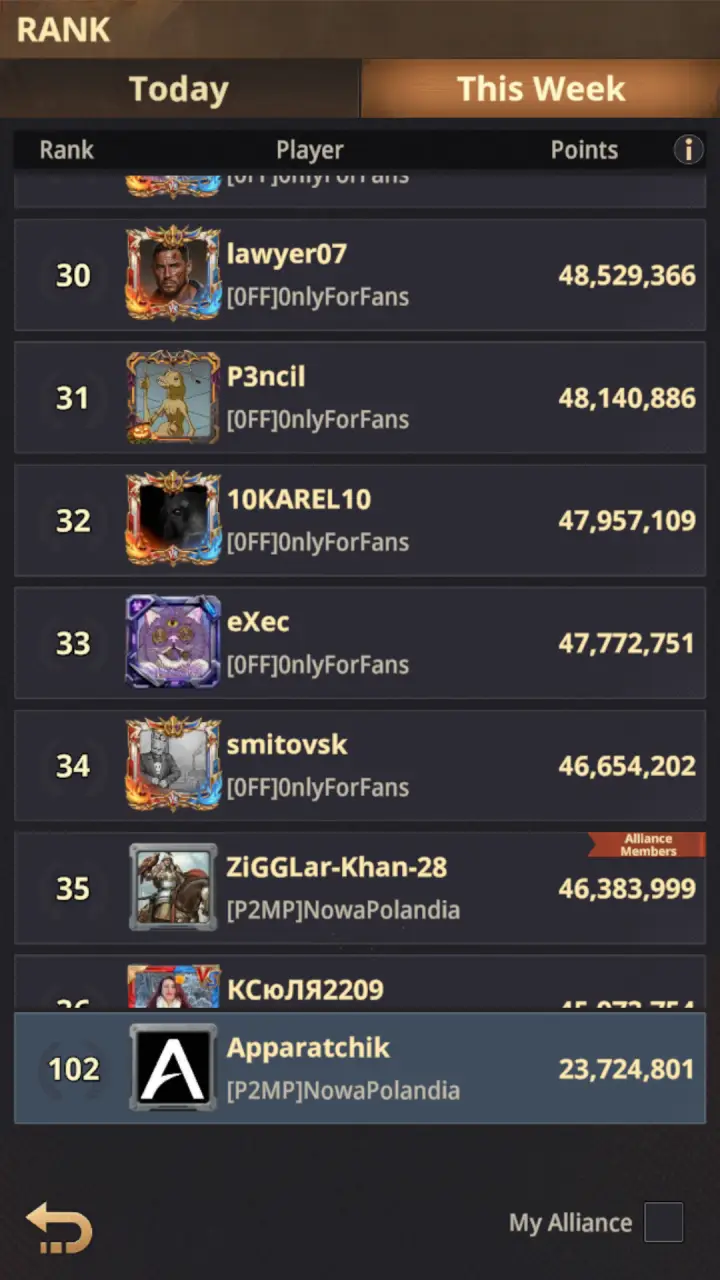 RANK
Today
This Week
Rank Player Points
30 lawyer07 48,529,366
[0FF]0nlyForFans
31 P3ncil 48,140,886
[0FF]0nlyForFans
32 10KAREL10 47,957,109
[0FF]0nlyForFans
33 eXec 47,772,751
[0FF]0nlyForFans
34 smitovsk 46,654,202
[0FF]0nlyForFans
Alliance
Members
35 ZiGGLar-Khan-28 46,383,999
[P2MP]NowaPolandia
КСюЛЯ2209
102 Apparatchik 23,724,801
[P2MP]NowaPolandia
My Alliance